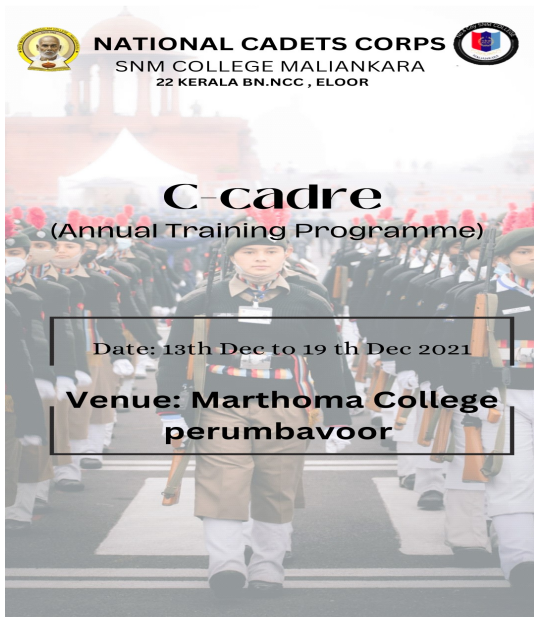 NATIONAL CADETS CORPS
SNM COLLEGE MALIANKARA
22 KERALA BN.NCC , ELOOR
C-cadre
(Annual Training Programme)
Date: 13th Dec to 19 th Dec 2021
Venue: Marthoma College
perumbavoor